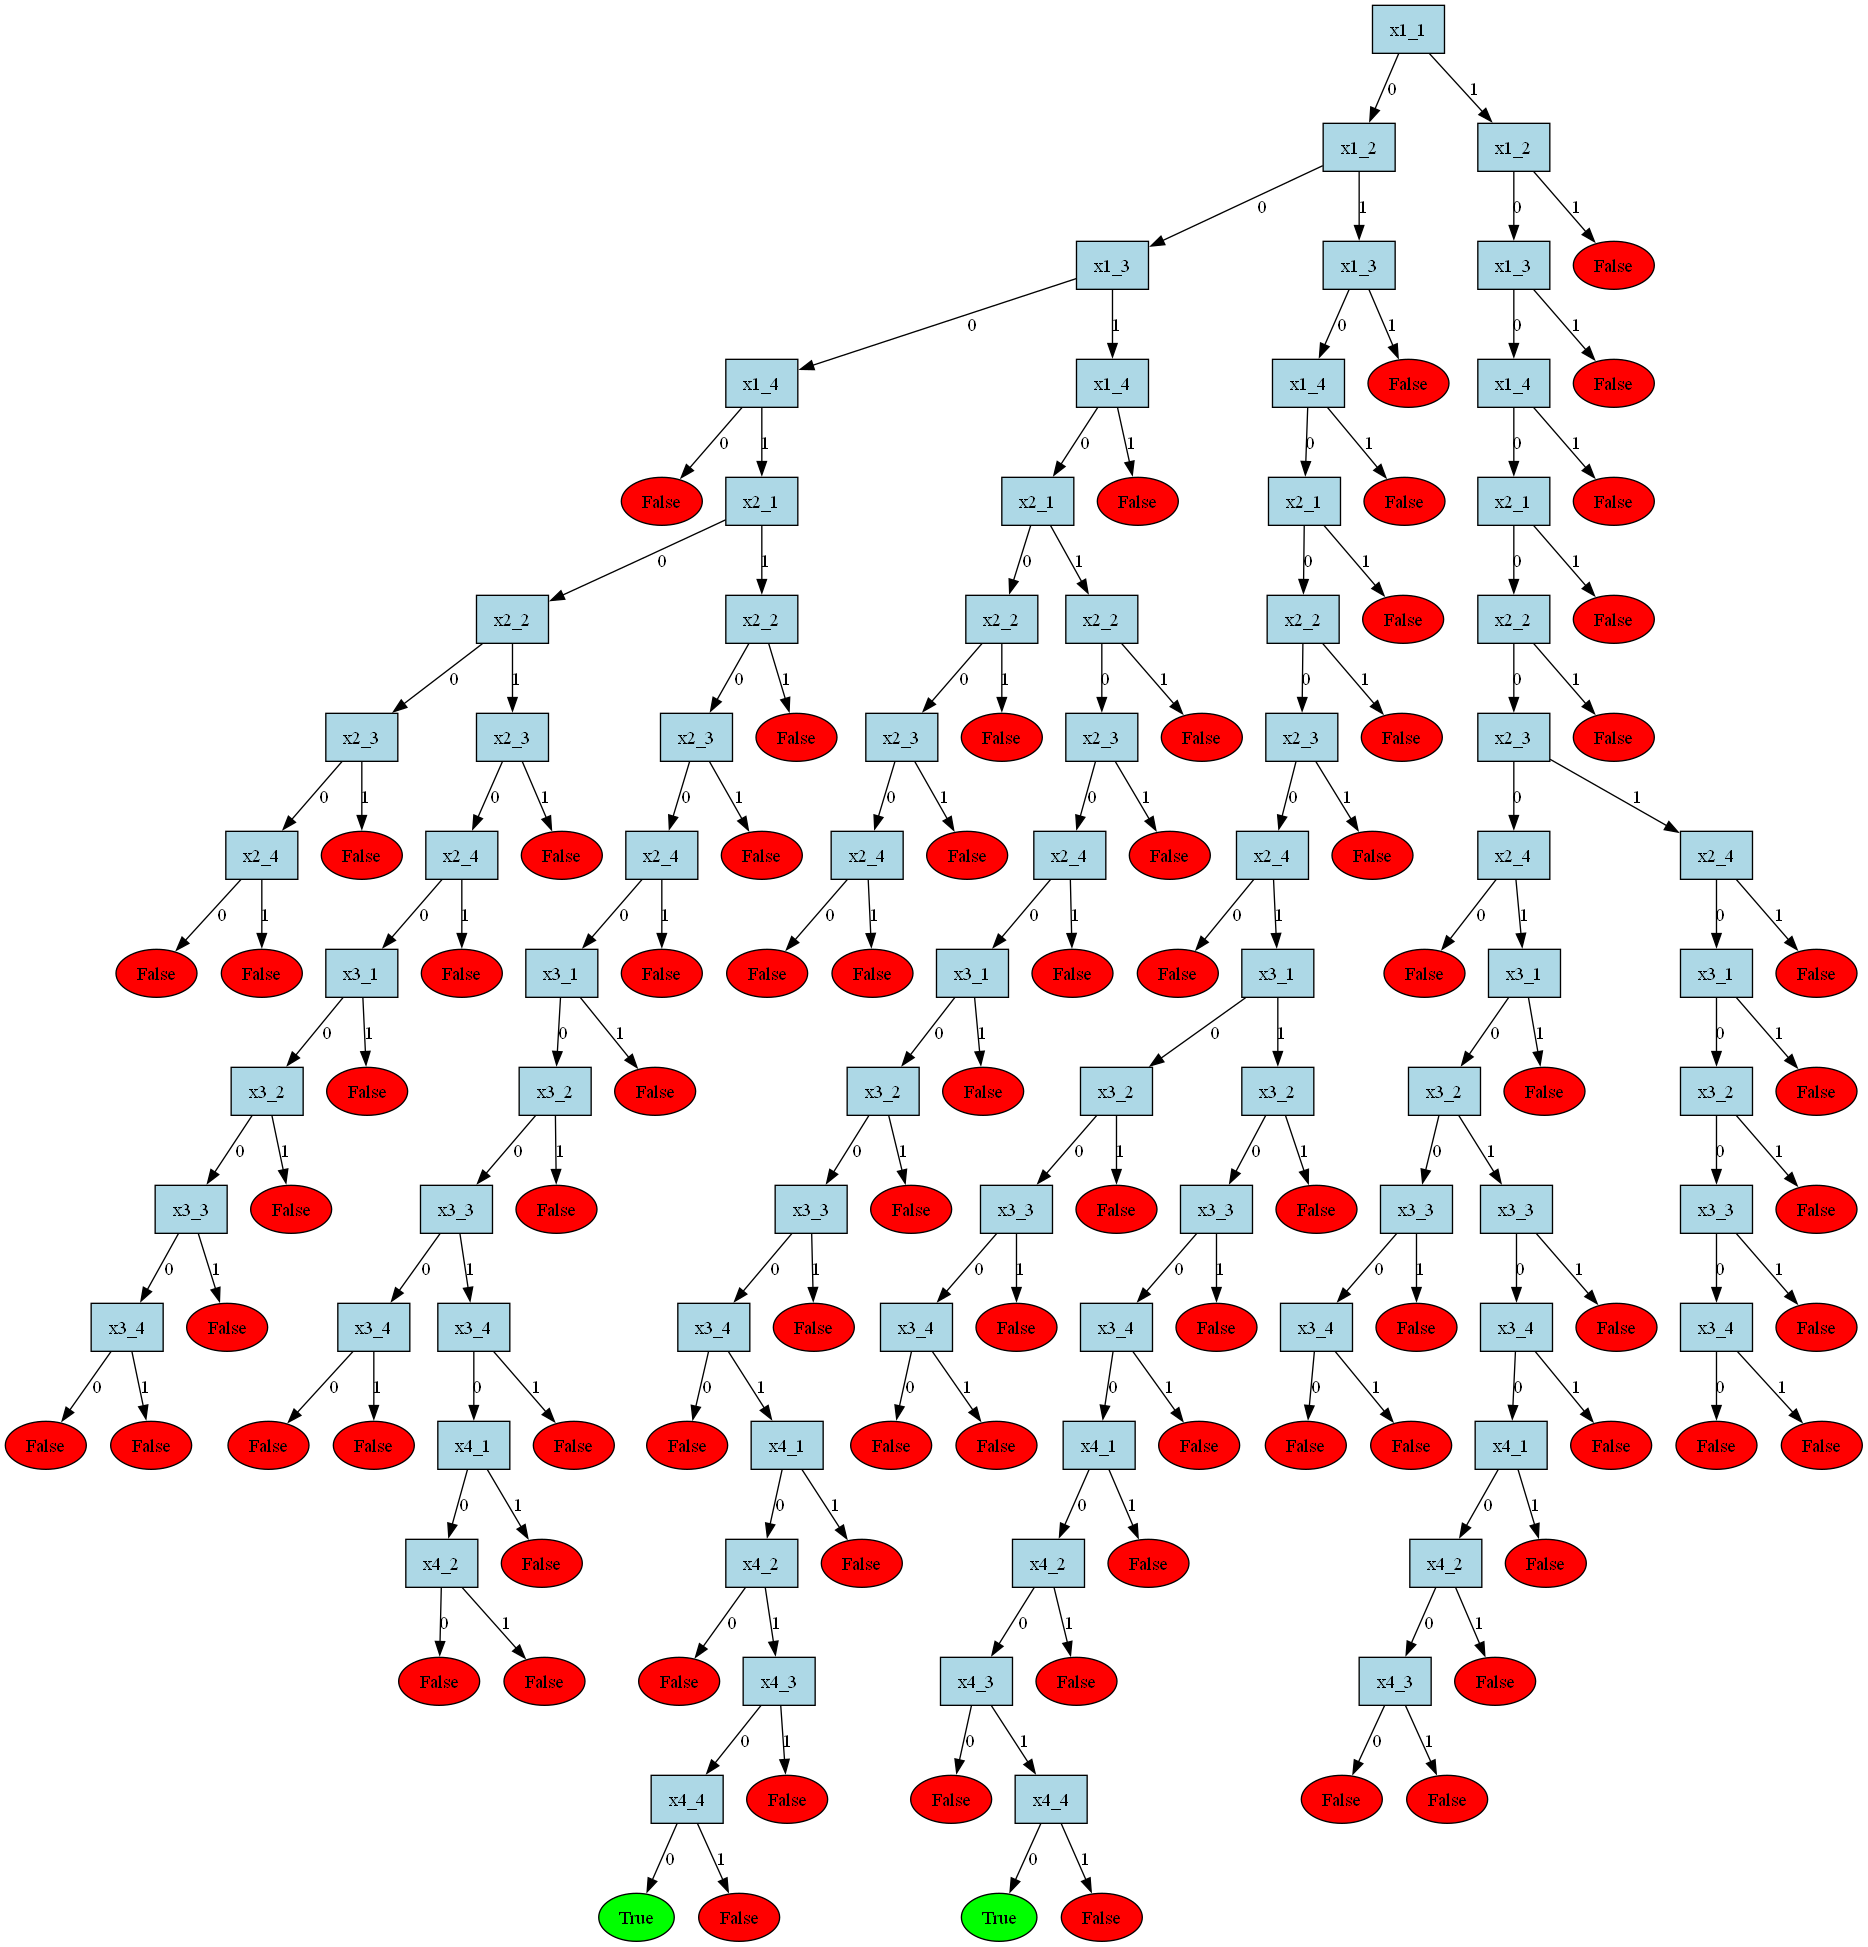 x1_1
0 1
x1_2 x1_2
0 1 0 1
x1_3 x1_3 x1_3 False
0 1 0 1 0 1
x1_4 x1_4 x1_4 False x1_4 False
0 1 0 1 0 1 0 1
False x2_1 x2_1 False x2_1 False x2_1 False
0 1 0 1 0 1 0 1
x2_2 x2_2 x2_2 x2_2 x2_2 False x2_2 False
0 1 0 1 0 1 0 1 0 1 0 1
x2_3 x2_3 x2_3 False x2_3 False x2_3 False x2_3 False x2_3 False
0 1 0 1 0 1 0 1 0 1 0 1 0 1
x2_4 False x2_4 False x2_4 False x2_4 False x2_4 False x2_4 False x2_4 x2_4
0 1 0 1 0 1 0 1 0 1 0 1 0 1 0 1
False False x3_1 False x3_1 False False False x3_1 False False x3_1 False x3_1 x3_1 False
0 1 0 1 0 1 0 1 0 1 0 1
x3_2 False x3_2 False x3_2 False x3_2 x3_2 x3_2 False x3_2 False
0 1 0 1 0 1 0 1 0 1 0 1 0 1
x3_3 False x3_3 False x3_3 False x3_3 False x3_3 False x3_3 x3_3 x3_3 False
0 1 0 1 0 1 0 1 0 1 0 1 0 1 0 1
x3_4 False x3_4 x3_4 x3_4 False x3_4 False x3_4 False x3_4 False x3_4 False x3_4 False
0 1 0 1 0 1 0 1 0 1 0 1 0 1 0 1 0 1
False False False False x4_1 False False x4_1 False False x4_1 False False False x4_1 False False False
0 1 0 1 0 1 0 1
x4_2 False x4_2 False x4_2 False x4_2 False
0 1 0 1 0 1 0 1
False False False x4_3 x4_3 False x4_3 False
0 1 0 1 0 1
x4_4 False False x4_4 False False
0 1 0 1
True False True False